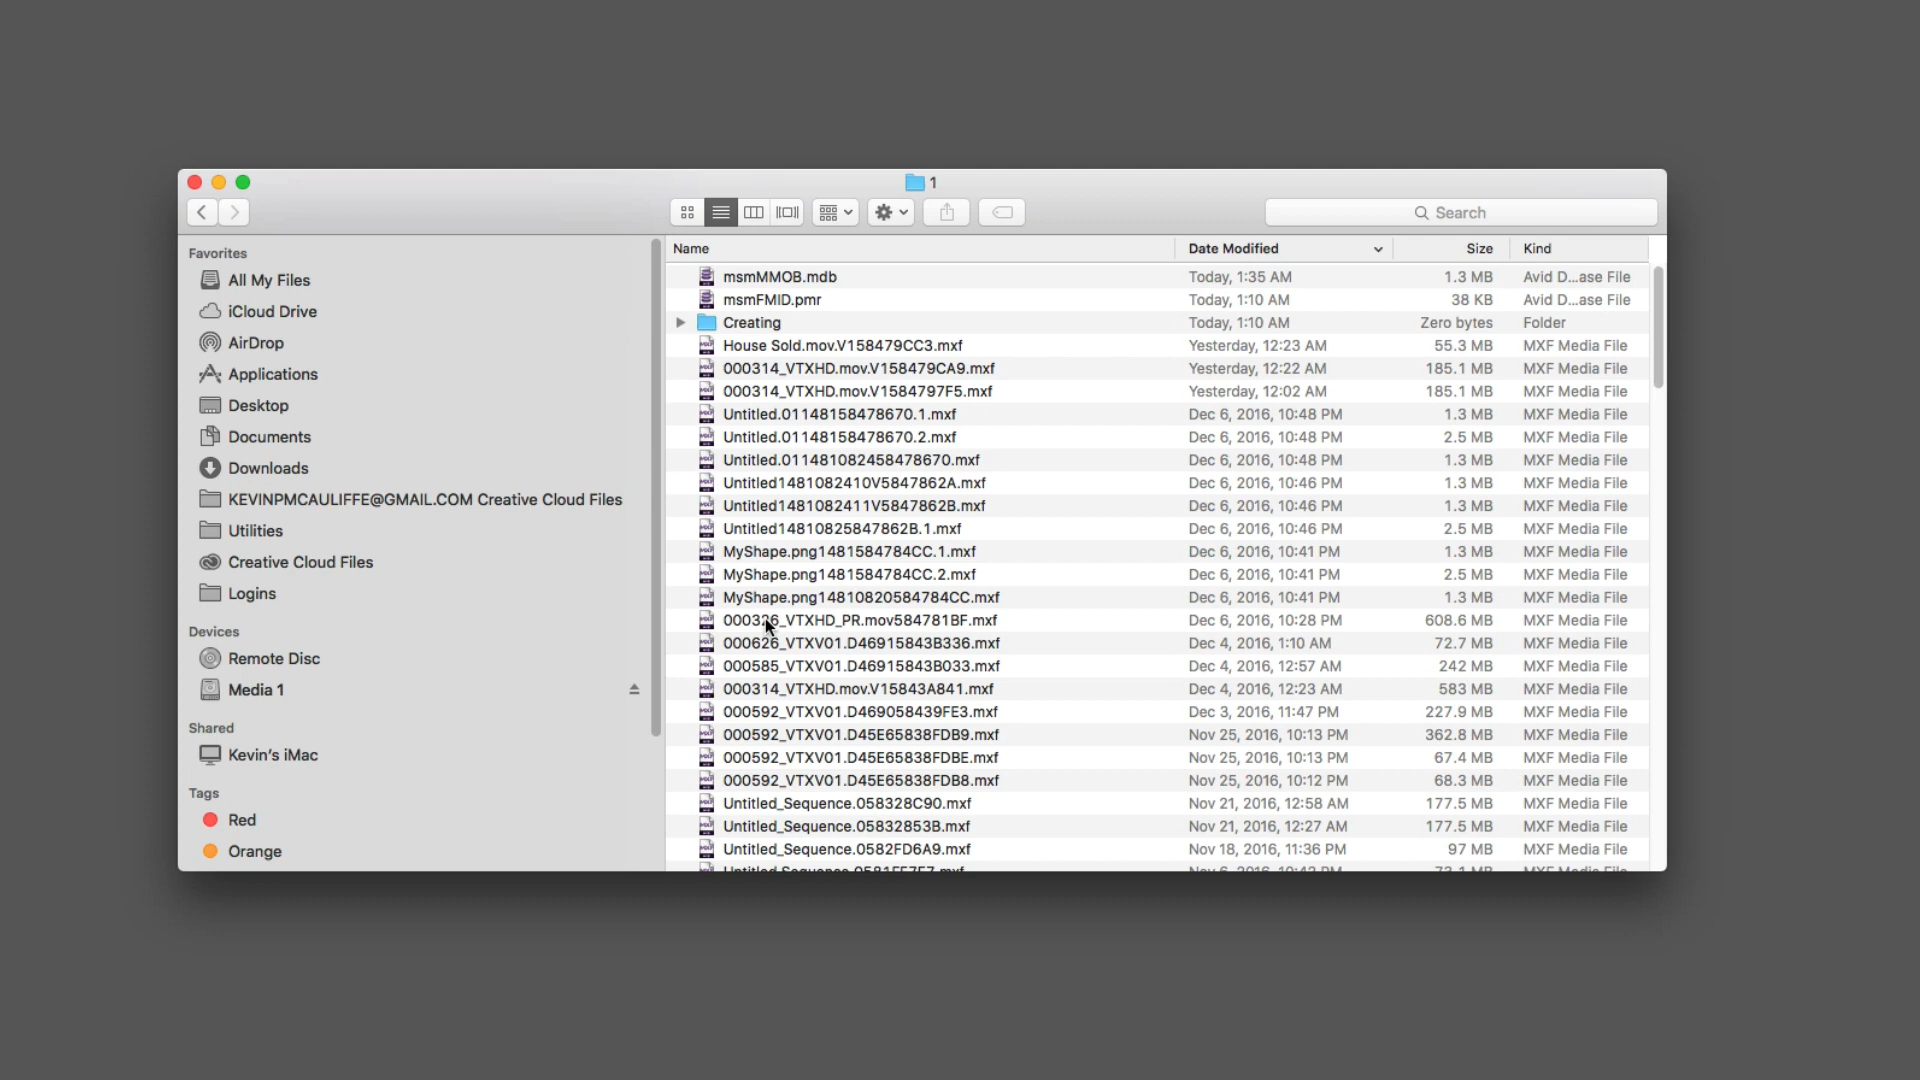 1
Search
Favorites
All My Files
iCloud Drive
AirDrop
Applications
Desktop
Documents
Downloads
KEVINPMCAULIFFE@GMAIL.COM Creative Cloud Files
Utilities
Creative Cloud Files
Logins
Devices
Remote Disc
Media 1
Shared
Kevin's iMac
Tags
Red
Orange
Name Date Modified Size Kind
msmMMOB.mdb Today, 1:35 AM 1.3 MB Avid D...ase File
msmFMID.pmr Today, 1:10 AM 38 KB Avid D...ase File
Creating Today, 1:10 AM Zero bytes Folder
House Sold.mov.V158479CC3.mxf Yesterday, 12:23 AM 55.3 MB MXF Media File
000314_VTXHD.mov.V158479CA9.mxf Yesterday, 12:22 AM 185.1 MB MXF Media File
000314_VTXHD.mov.V1584797F5.mxf Yesterday, 12:02 AM 185.1 MB MXF Media File
Untitled.01148158478670.1.mxf Dec 6, 2016, 10:48 PM 1.3 MB MXF Media File
Untitled.01148158478670.2.mxf Dec 6, 2016, 10:48 PM 2.5 MB MXF Media File
Untitled.011481082458478670.mxf Dec 6, 2016, 10:48 PM 1.3 MB MXF Media File
Untitled1481082410V5847862A.mxf Dec 6, 2016, 10:46 PM 1.3 MB MXF Media File
Untitled1481082411V5847862B.mxf Dec 6, 2016, 10:46 PM 1.3 MB MXF Media File
Untitled14810825847862B.1.mxf Dec 6, 2016, 10:46 PM 2.5 MB MXF Media File
MyShape.png1481584784CC.1.mxf Dec 6, 2016, 10:41 PM 1.3 MB MXF Media File
MyShape.png1481584784CC.2.mxf Dec 6, 2016, 10:41 PM 2.5 MB MXF Media File
MyShape.png14810820584784CC.mxf Dec 6, 2016, 10:41 PM 1.3 MB MXF Media File
000326_VTXHD_PR.mov584781BF.mxf Dec 6, 2016, 10:28 PM 608.6 MB MXF Media File
000626_VTXV01.D46915843B336.mxf Dec 4, 2016, 1:10 AM 72.7 MB MXF Media File
000585_VTXV01.D46915843B033.mxf Dec 4, 2016, 12:57 AM 242 MB MXF Media File
000314_VTXHD.mov.V15843A841.mxf Dec 4, 2016, 12:23 AM 583 MB MXF Media File
000592_VTXV01.D469058439FE3.mxf Dec 3, 2016, 11:47 PM 227.9 MB MXF Media File
000592_VTXV01.D45E65838FDB9.mxf Nov 25, 2016, 10:13 PM 362.8 MB MXF Media File
000592_VTXV01.D45E65838FDBE.mxf Nov 25, 2016, 10:13 PM 67.4 MB MXF Media File
000592_VTXV01.D45E65838FDB8.mxf Nov 25, 2016, 10:12 PM 68.3 MB MXF Media File
Untitled_Sequence.058328C90.mxf Nov 21, 2016, 12:58 AM 177.5 MB MXF Media File
Untitled_Sequence.05832853B.mxf Nov 21, 2016, 12:27 AM 177.5 MB MXF Media File
Untitled_Sequence.0582FD6A9.mxf Nov 18, 2016, 11:36 PM 97 MB MXF Media File